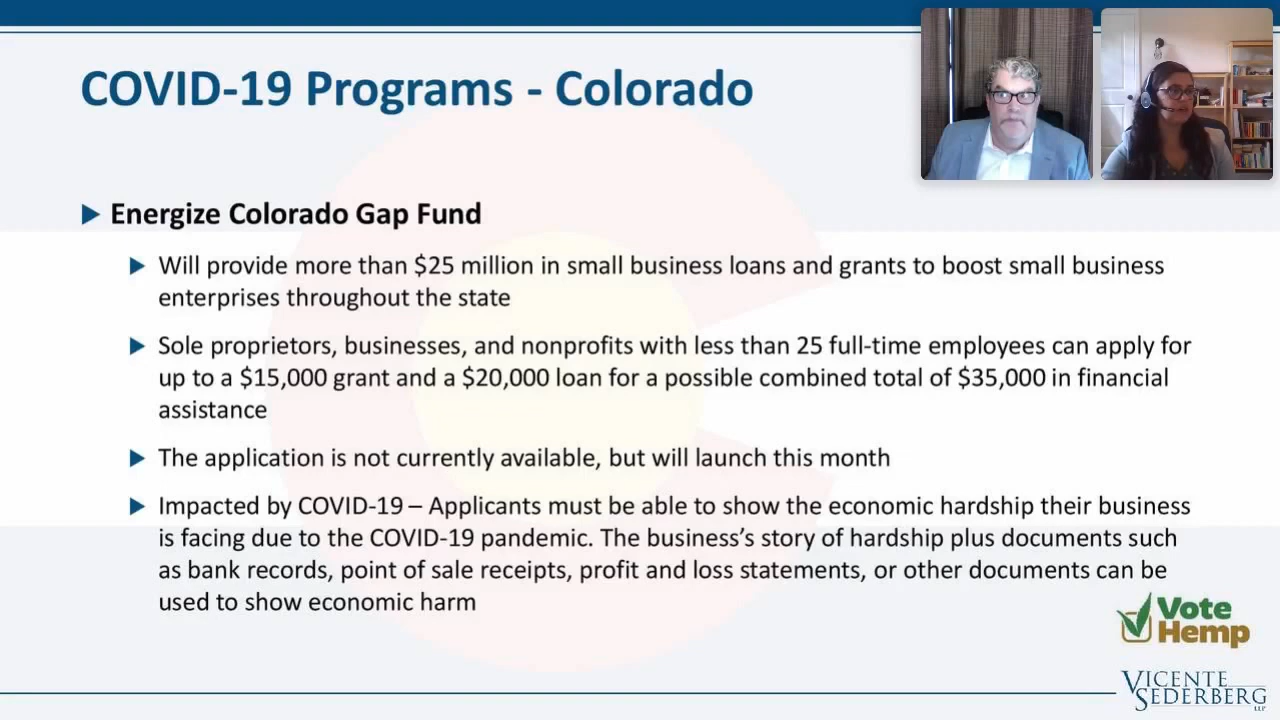 COVID-19 Programs - Colorado
Energize Colorado Gap Fund
Will provide more than $25 million in small business loans and grants to boost small business
enterprises throughout the state
Sole proprietors, businesses, and nonprofits with less than 25 full-time employees can apply for
up to a $15,000 grant and a $20,000 loan for a possible combined total of $35,000 in financial
assistance
The application is not currently available, but will launch this month
Impacted by COVID-19 – Applicants must be able to show the economic hardship their business
is facing due to the COVID-19 pandemic. The business’s story of hardship plus documents such
as bank records, point of sale receipts, profit and loss statements, or other documents can be
used to show economic harm
Vote
Hemp
VICENTE
SEDERBERG
LLP